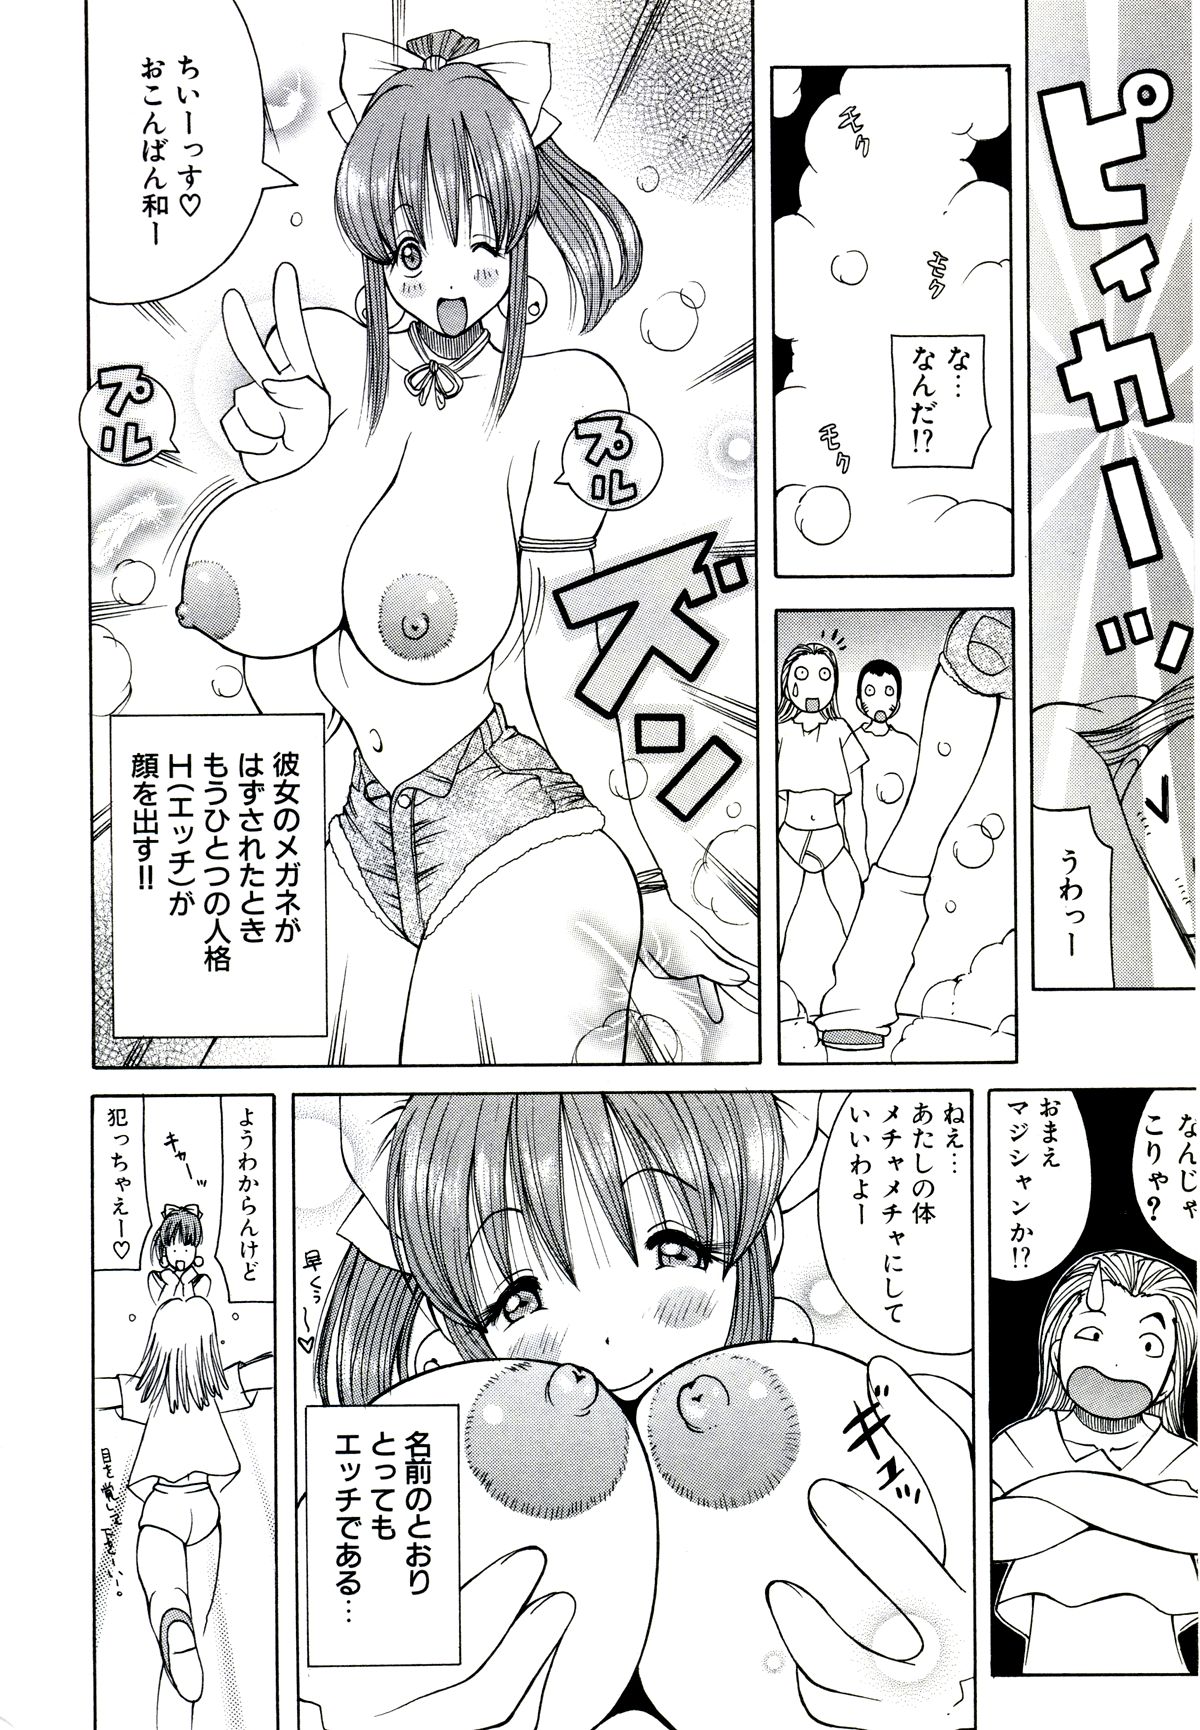 ピィカーッ
うわっー
モク
モク
モク
な…
なんだ!?
ズンッ
プル
プル
ちいーっす♡
おこんばん和ー
彼女のメガネが
はずされたとき
もうひとつの人格
H(エッチ)が
顔を出す!!
なんじゃ
こりゃ?
おまえ
マジシャンか!?
ねえ…
あたしの体
メチャメチャにして
いいわよー
早くぅ〜♡
ギュッ
名前のとおり
とっても
エッチである…
ようわからんけど
キャーッ
犯っちゃえー♡